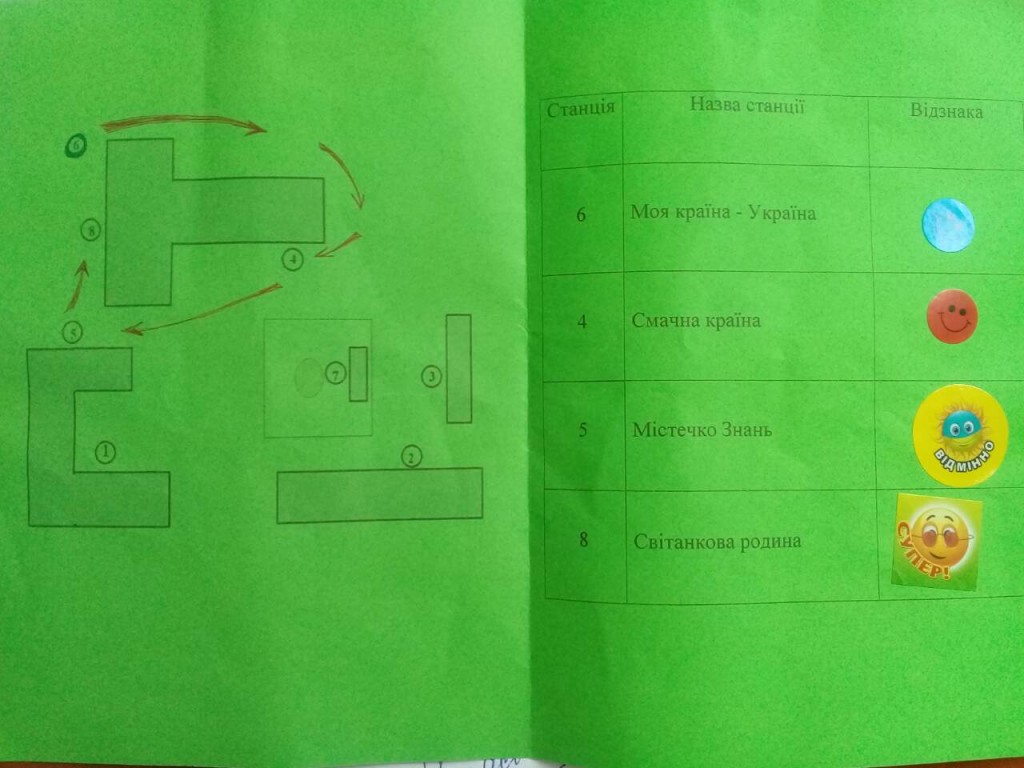 6
8
4
5
7
3
1
2
Станція Назва станції Відзнака
6 Моя країна - Україна
4 Смачна країна
5 Містечко Знань
ВІДМІННО
8 Світанкова родина
СУПЕР!